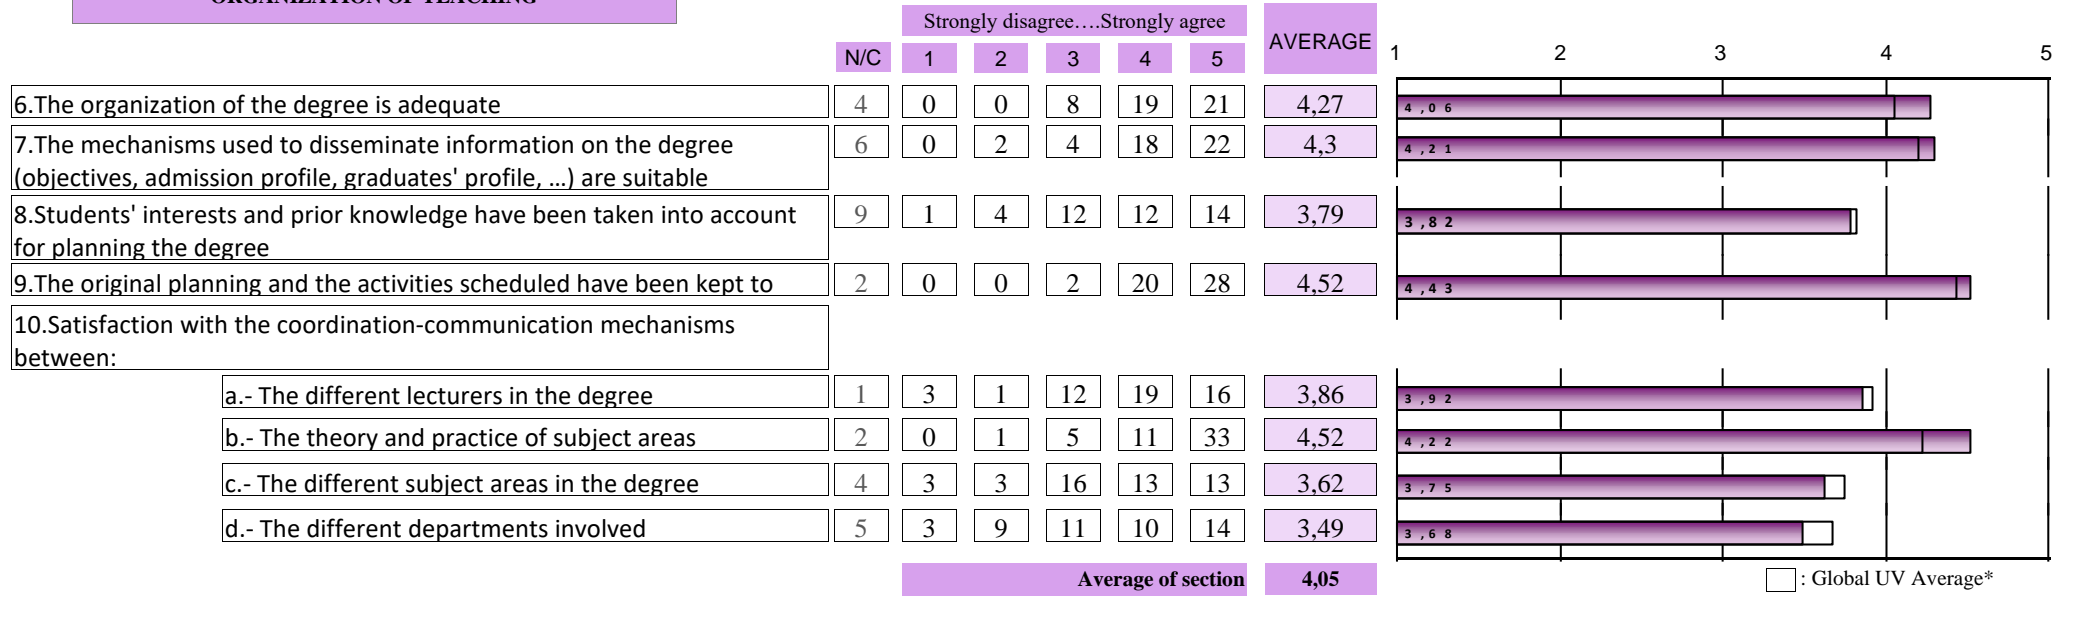 ORGANIZATION OF TEACHING
Strongly disagree….Strongly agree
AVERAGE
N/C 1 2 3 4 5
1 2 3 4 5
6.The organization of the degree is adequate 4 0 0 8 19 21 4,27 4,06
7.The mechanisms used to disseminate information on the degree 6 0 2 4 18 22 4,3 4,21
(objectives, admission profile, graduates' profile, …) are suitable
8.Students' interests and prior knowledge have been taken into account 9 1 4 12 12 14 3,79 3,82
for planning the degree
9.The original planning and the activities scheduled have been kept to 2 0 0 2 20 28 4,52 4,43
10.Satisfaction with the coordination-communication mechanisms
between:
a.- The different lecturers in the degree 1 3 1 12 19 16 3,86 3,92
b.- The theory and practice of subject areas 2 0 1 5 11 33 4,52 4,22
c.- The different subject areas in the degree 4 3 3 16 13 13 3,62 3,75
d.- The different departments involved 5 3 9 11 10 14 3,49 3,68
Average of section 4,05
: Global UV Average*